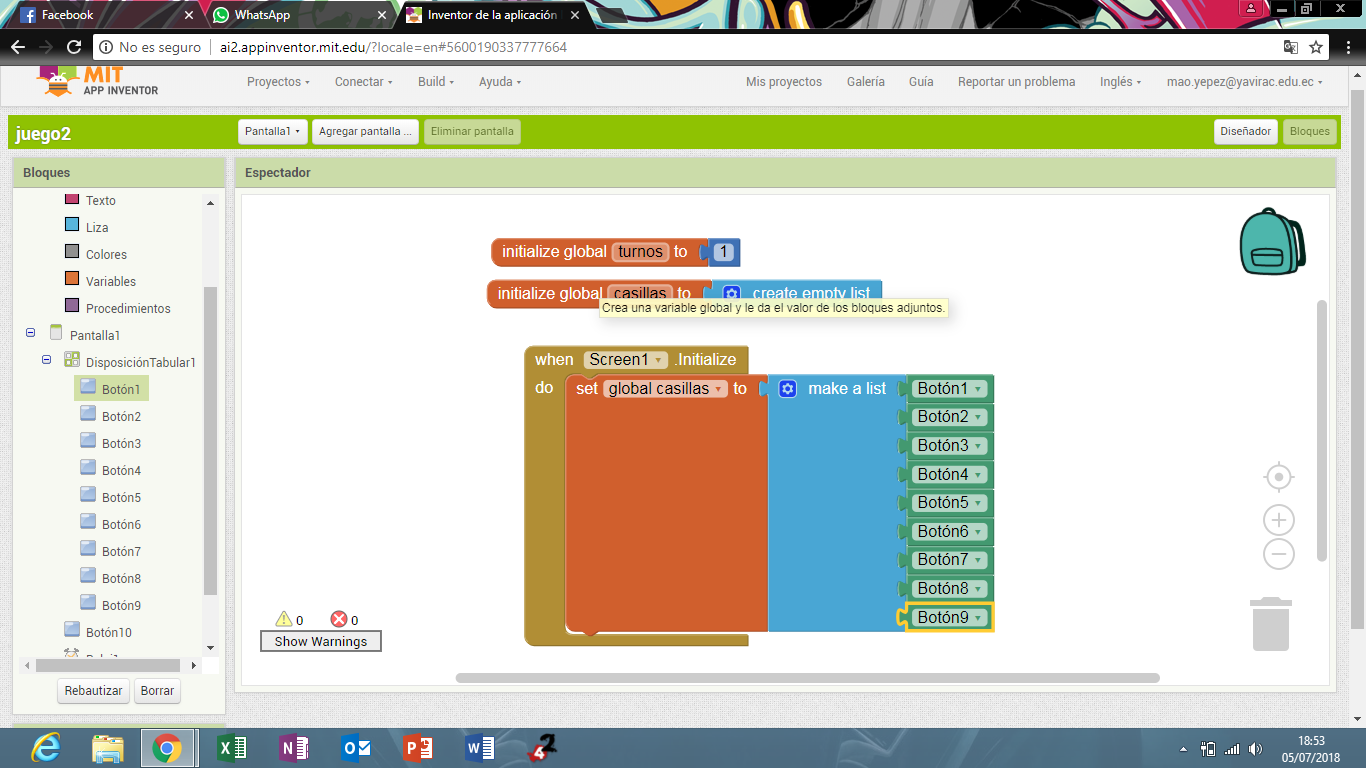 Facebook
WhatsApp
Inventor de la aplicación
No es seguro
ai2.appinventor.mit.edu/?locale=en#5600190337777664
MIT
APP INVENTOR
Proyectos
Conectar
Build
Ayuda
Mis proyectos
Galería
Guía
Reportar un problema
Inglés
mao.yepez@yavirac.edu.ec
juego2
Pantalla1
Agregar pantalla ...
Eliminar pantalla
Diseñador
Bloques
Bloques
Espectador
Texto
Liza
Colores
Variables
Procedimientos
Pantalla1
DisposiciónTabular1
Botón1
Botón2
Botón3
Botón4
Botón5
Botón6
Botón7
Botón8
Botón9
Botón10
Rebautizar
Borrar
initialize global turnos to 1
initialize global casillas to create empty list
Crea una variable global y le da el valor de los bloques adjuntos.
when Screen1 .Initialize
do set global casillas to make a list Botón1
Botón2
Botón3
Botón4
Botón5
Botón6
Botón7
Botón8
Botón9
0 0
Show Warnings
18:53
05/07/2018